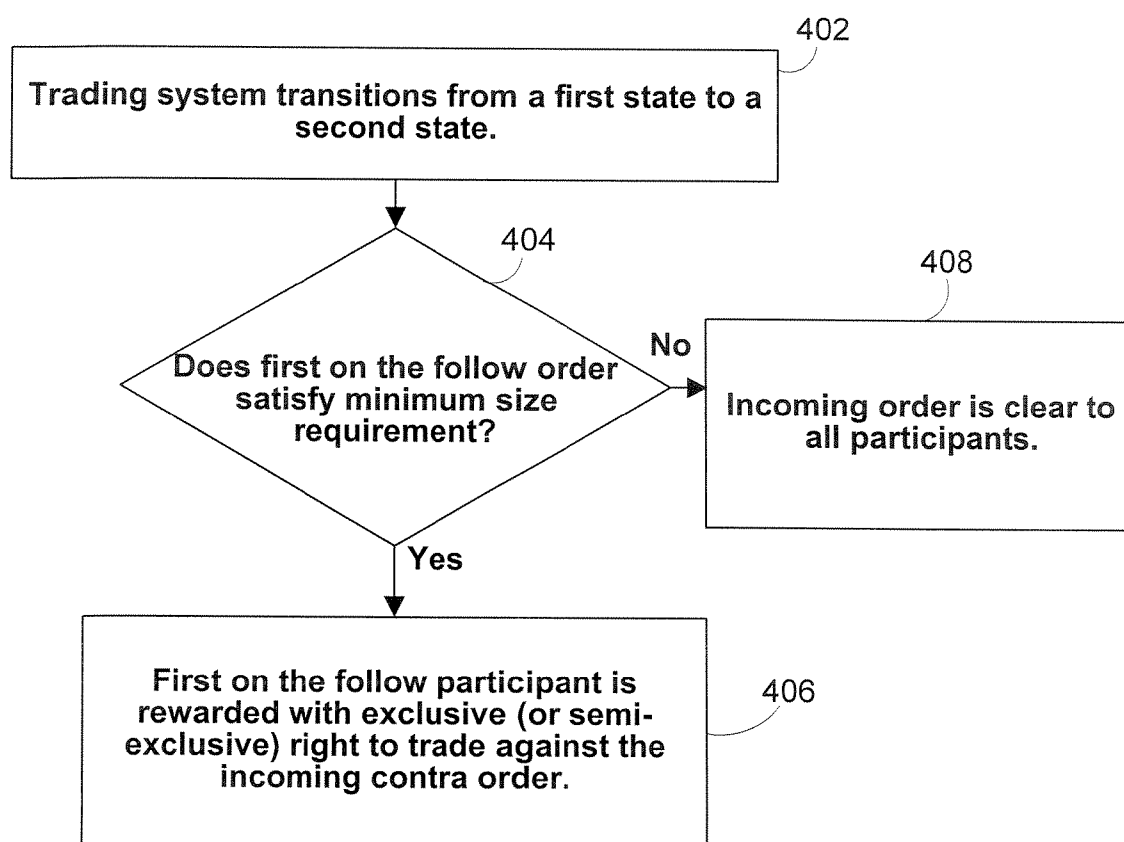 402
Trading system transitions from a first state to a
second state.
404
408
Does first on the follow order
satisfy minimum size
requirement?
No
Incoming order is clear to
all participants.
Yes
First on the follow participant is
rewarded with exclusive (or semi-
exclusive) right to trade against the
incoming contra order.
406